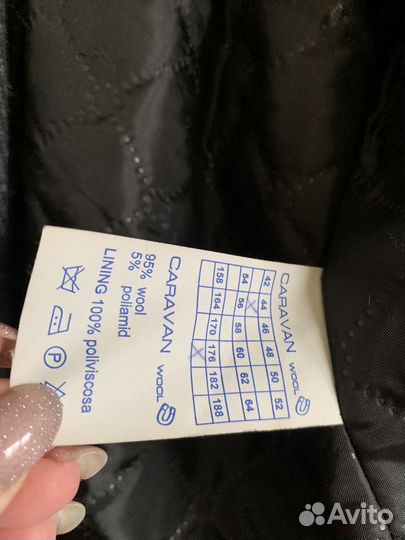 CARAVAN WOOL
42 44 46 48 50 52
54 56 58 60 62 64
158 164 170 176 182 188
CARAVAN WOOL
95% wool
5% poliamid
LINING 100% poliviscosa
P
Avito